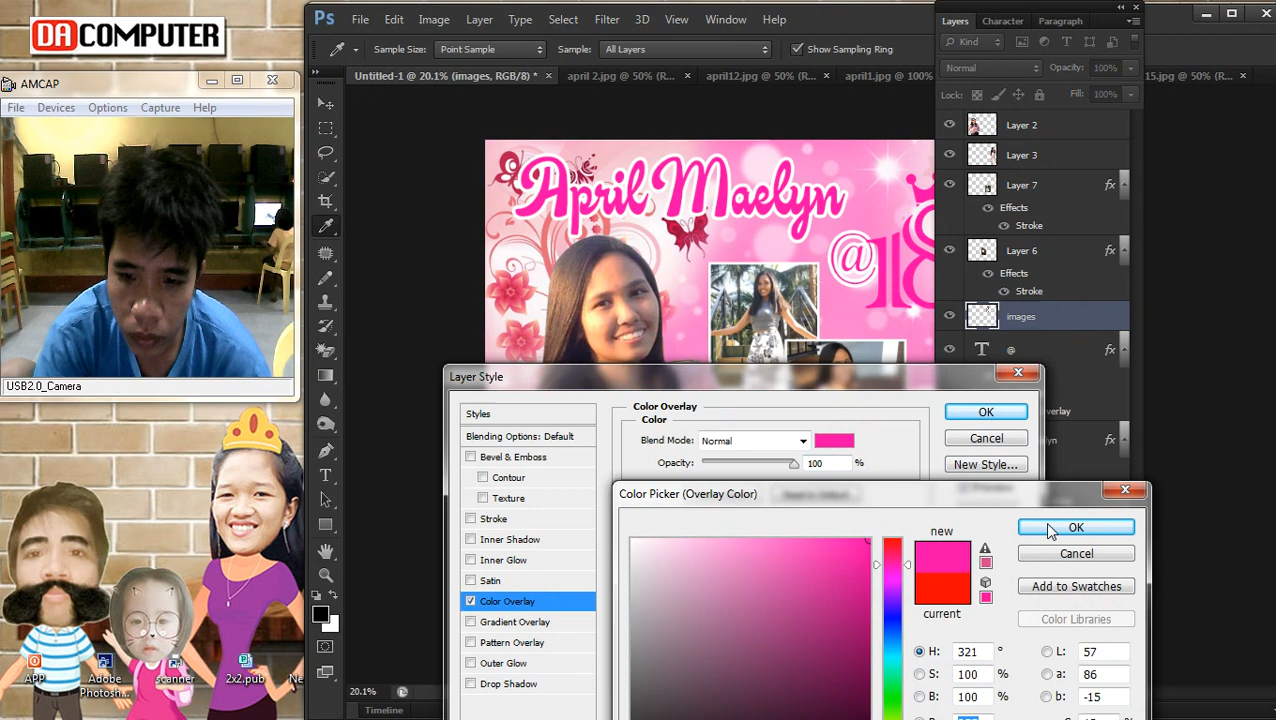 DA COMPUTER
Ps File Edit Image Layer Type Select Filter 3D View Window Help
Sample Size: Point Sample Sample: All Layers Show Sampling Ring
Untitled-1 @ 20.1% (images, RGB/8) * × april 2.jpg @ 50% (R... × april12.jpg @ 50% (R... × april1.jpg @ 100% 15.jpg @ 50% (R... ×
AMCAP
File Devices Options Capture Help
USB2.0_Camera
April Maelyn
@18
Layers Character Paragraph
Kind
Normal Opacity: 100%
Lock: Fill: 100%
Layer 2
Layer 3
Layer 7 fx
Effects
Stroke
Layer 6 fx
Effects
Stroke
images
T @ fx
Layer Style
Styles
Blending Options: Default
Bevel & Emboss
Contour
Texture
Stroke
Inner Shadow
Inner Glow
Satin
Color Overlay
Gradient Overlay
Pattern Overlay
Outer Glow
Drop Shadow
Color Overlay
Color
Blend Mode: Normal
Opacity: 100 %
OK
Cancel
New Style...
Color Picker (Overlay Color)
new
current
OK
Cancel
Add to Swatches
Color Libraries
H: 321 °
S: 100 %
B: 100 %
L: 57
a: 86
b: -15
APP
Adobe Photosh...
scanner
2x2.pub
20.1%
Timeline